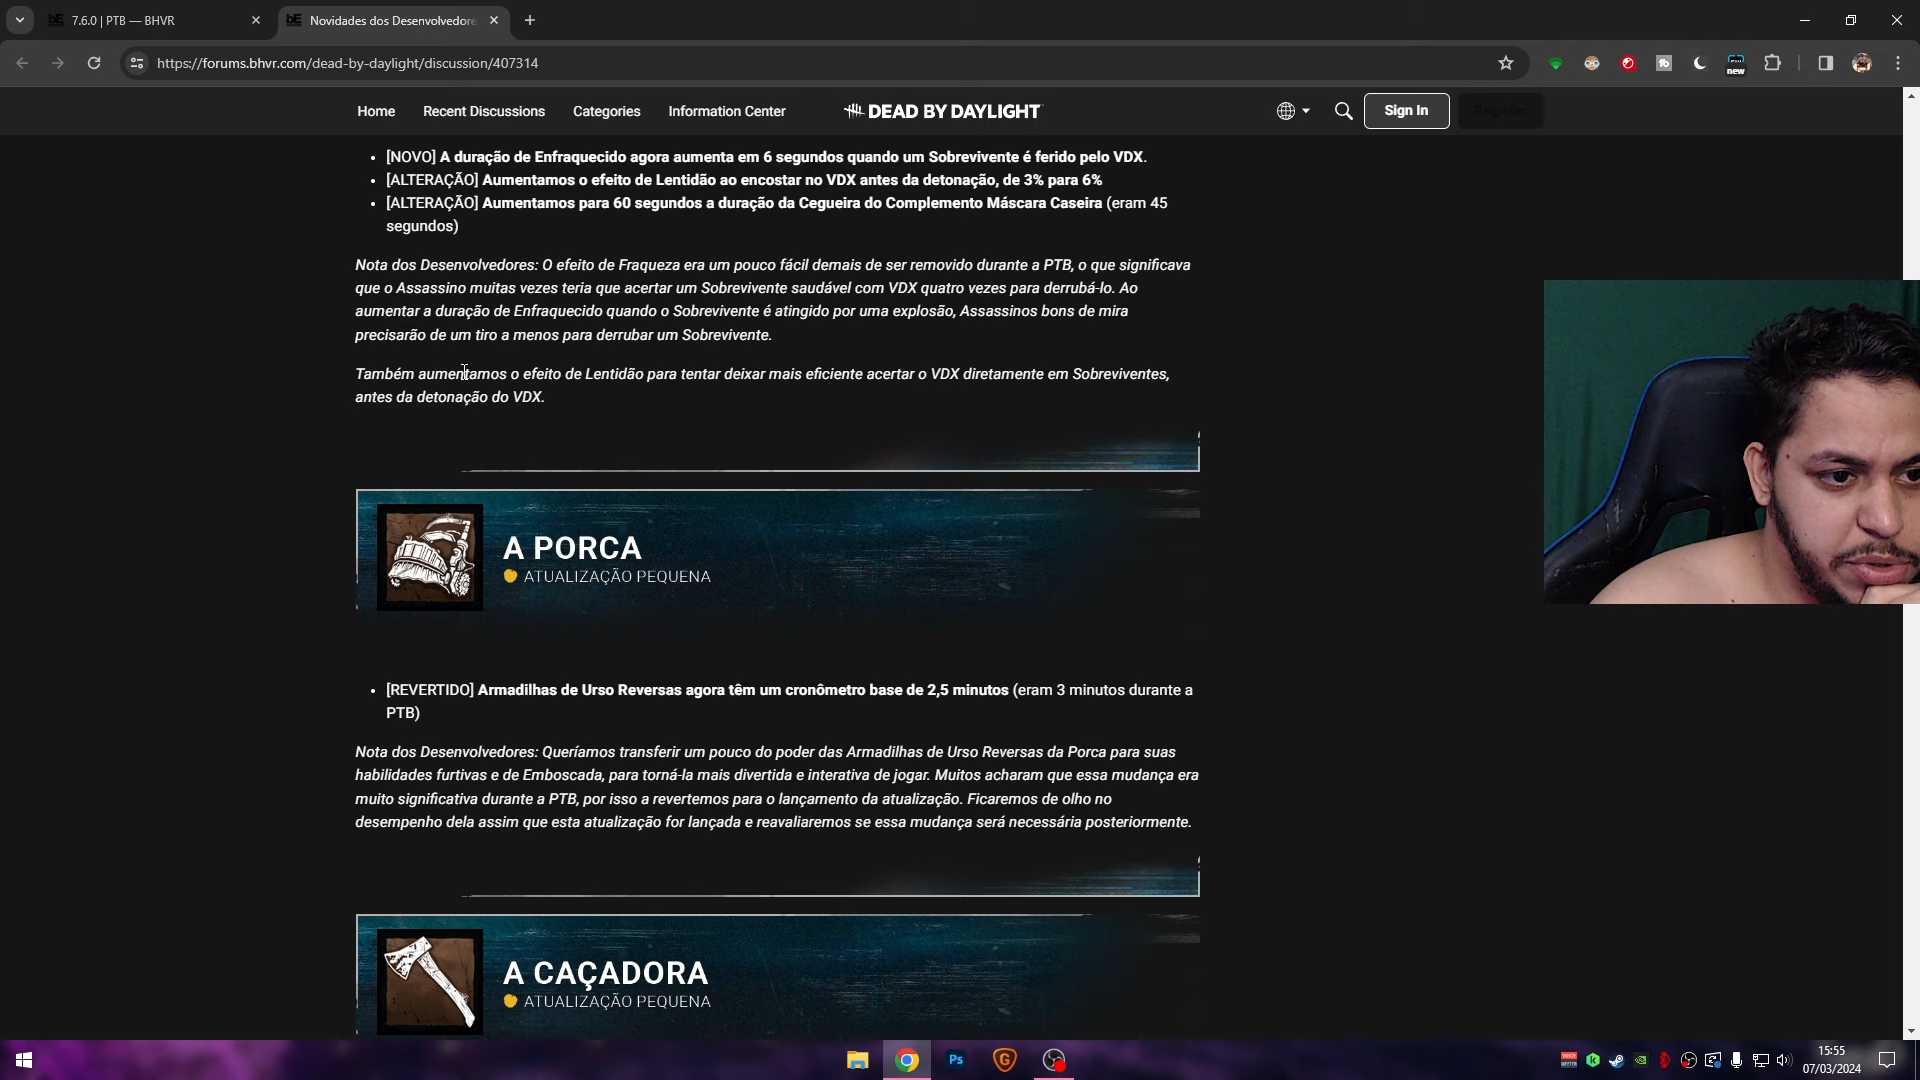 7.6.0 | PTB — BHVR
Novidades dos Desenvolvedore
https://forums.bhvr.com/dead-by-daylight/discussion/407314
new
Home
Recent Discussions
Categories
Information Center
DEAD BY DAYLIGHT
Sign In
Register
[NOVO] A duração de Enfraquecido agora aumenta em 6 segundos quando um Sobrevivente é ferido pelo VDX.
[ALTERAÇÃO] Aumentamos o efeito de Lentidão ao encostar no VDX antes da detonação, de 3% para 6%
[ALTERAÇÃO] Aumentamos para 60 segundos a duração da Cegueira do Complemento Máscara Caseira (eram 45
segundos)
Nota dos Desenvolvedores: O efeito de Fraqueza era um pouco fácil demais de ser removido durante a PTB, o que significava
que o Assassino muitas vezes teria que acertar um Sobrevivente saudável com VDX quatro vezes para derrubá-lo. Ao
aumentar a duração de Enfraquecido quando o Sobrevivente é atingido por uma explosão, Assassinos bons de mira
precisarão de um tiro a menos para derrubar um Sobrevivente.
Também aumentamos o efeito de Lentidão para tentar deixar mais eficiente acertar o VDX diretamente em Sobreviventes,
antes da detonação do VDX.
A PORCA
ATUALIZAÇÃO PEQUENA
[REVERTIDO] Armadilhas de Urso Reversas agora têm um cronômetro base de 2,5 minutos (eram 3 minutos durante a
PTB)
Nota dos Desenvolvedores: Queríamos transferir um pouco do poder das Armadilhas de Urso Reversas da Porca para suas
habilidades furtivas e de Emboscada, para torná-la mais divertida e interativa de jogar. Muitos acharam que essa mudança era
muito significativa durante a PTB, por isso a revertemos para o lançamento da atualização. Ficaremos de olho no
desempenho dela assim que esta atualização for lançada e reavaliaremos se essa mudança será necessária posteriormente.
A CAÇADORA
ATUALIZAÇÃO PEQUENA
Ps
15:55
07/03/2024